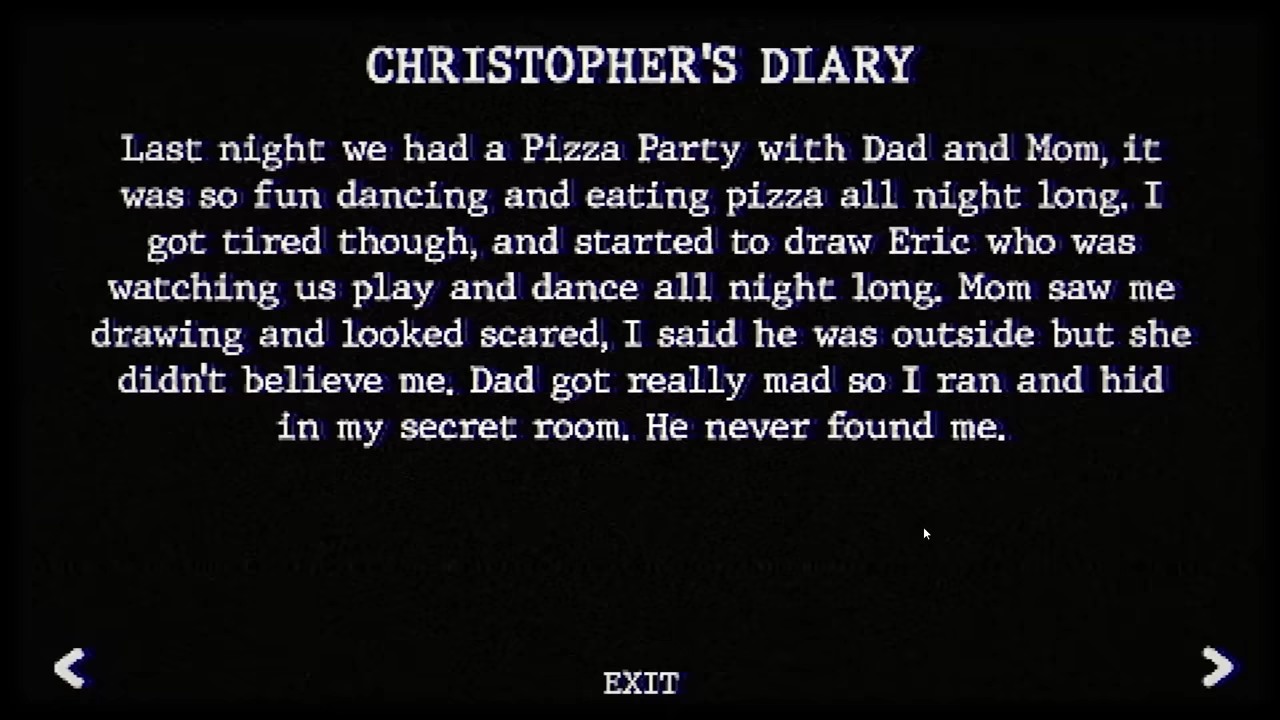 CHRISTOPHER'S DIARY
Last night we had a Pizza Party with Dad and Mom, it
was so fun dancing and eating pizza all night long. I
got tired though, and started to draw Eric who was
watching us play and dance all night long. Mom saw me
drawing and looked scared, I said he was outside but she
didn't believe me. Dad got really mad so I ran and hid
in my secret room. He never found me.
<
EXIT
>